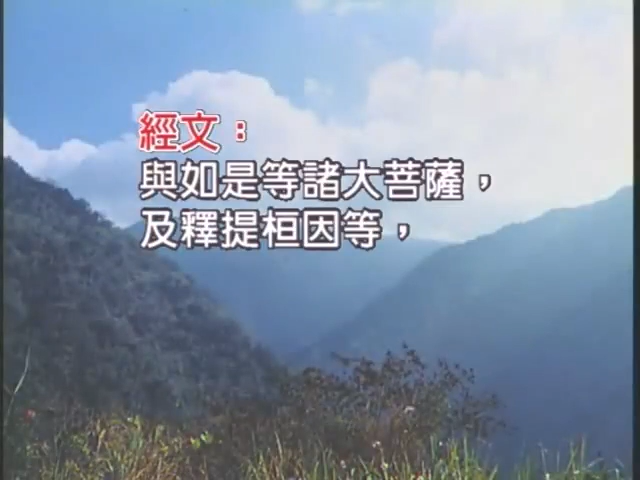 經文：
與如是等諸大菩薩，
及釋提桓因等，